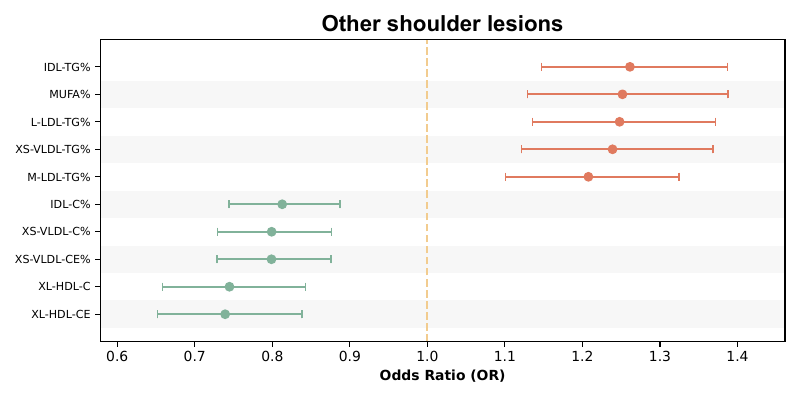 Other shoulder lesions
IDL-TG%
MUFA%
L-LDL-TG%
XS-VLDL-TG%
M-LDL-TG%
IDL-C%
XS-VLDL-C%
XS-VLDL-CE%
XL-HDL-C
XL-HDL-CE
0.6 0.7 0.8 0.9 1.0 1.1 1.2 1.3 1.4
Odds Ratio (OR)